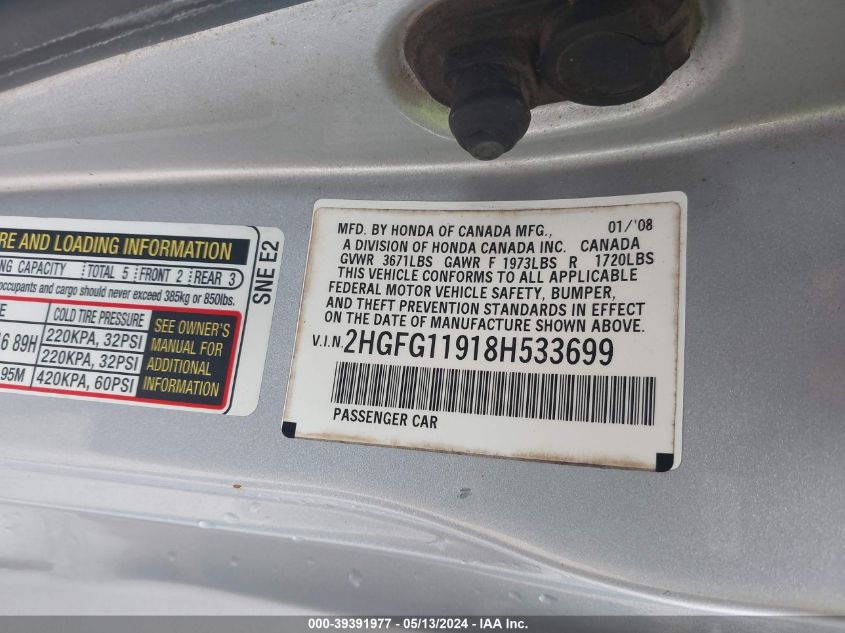 RE AND LOADING INFORMATION
NG CAPACITY TOTAL 5 FRONT 2 REAR 3
occupants and cargo should never exceed 385kg or 850lbs.
E COLD TIRE PRESSURE SEE OWNER'S
MANUAL FOR
ADDITIONAL
INFORMATION
16 89H 220KPA, 32PSI
220KPA, 32PSI
95M 420KPA, 60PSI
SNE E2
MFD. BY HONDA OF CANADA MFG., 01/'08
A DIVISION OF HONDA CANADA INC. CANADA
GVWR 3671LBS GAWR F 1973LBS R 1720LBS
THIS VEHICLE CONFORMS TO ALL APPLICABLE
FEDERAL MOTOR VEHICLE SAFETY, BUMPER,
AND THEFT PREVENTION STANDARDS IN EFFECT
ON THE DATE OF MANUFACTURE SHOWN ABOVE.
V.I.N. 2HGFG11918H533699
PASSENGER CAR
000-39391977 - 05/13/2024 - IAA Inc.